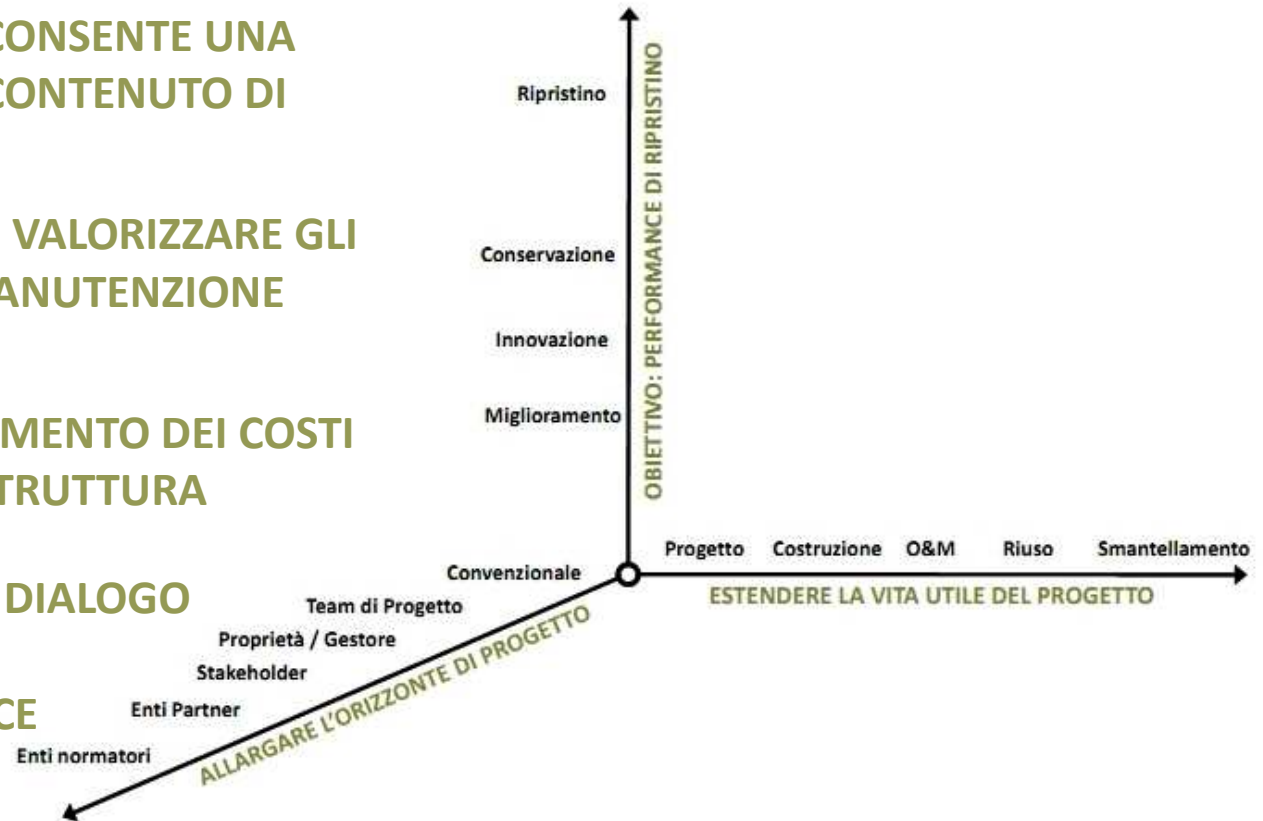 CONSENTE UNA
CONTENUTO DI
VALORIZZARE GLI
ANUTENZIONE
MENTO DEI COSTI
TRUTTURA
DIALOGO
CE
Ripristino
Conservazione
Innovazione
Miglioramento
OBIETTIVO: PERFORMANCE DI RIPRISTINO
Convenzionale
Team di Progetto
Proprietà / Gestore
Stakeholder
Enti Partner
Enti normatori
ALLARGARE L'ORIZZONTE DI PROGETTO
Progetto Costruzione O&M Riuso Smantellamento
ESTENDERE LA VITA UTILE DEL PROGETTO